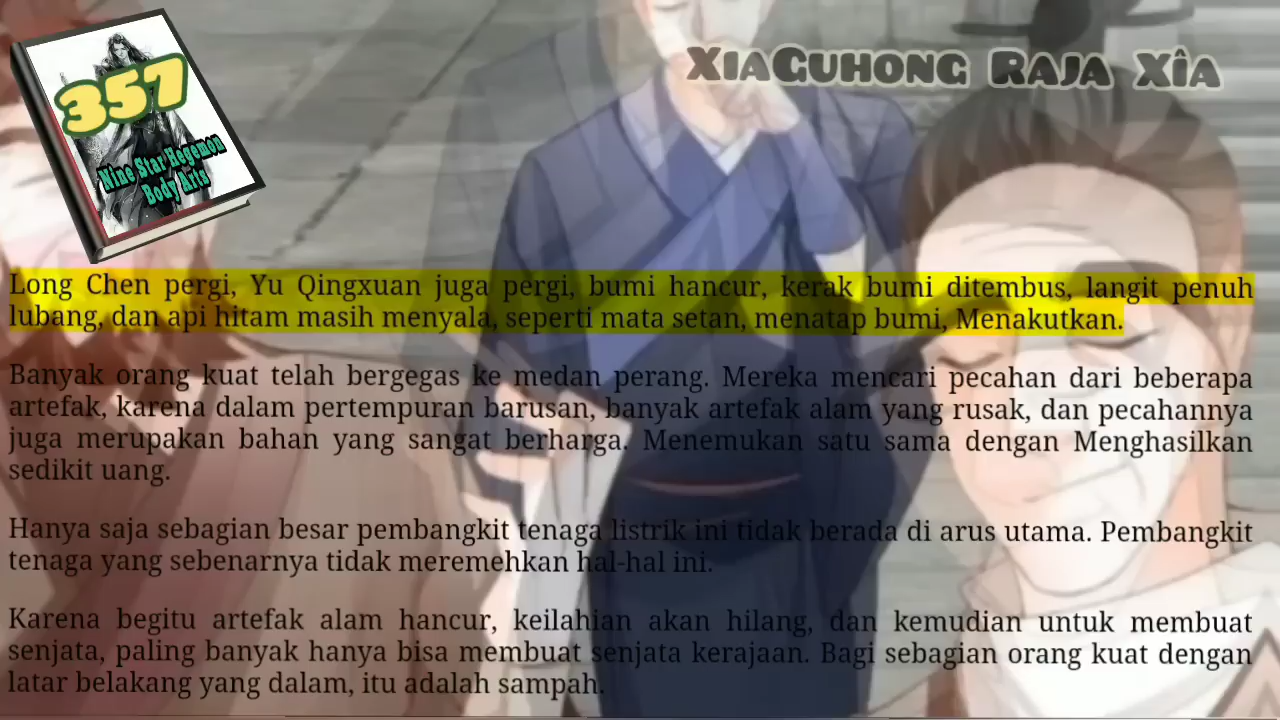 357
Nine Star Hegemon
Body Arts
XiaGuhong Raja Xîa
Long Chen pergi, Yu Qingxuan juga pergi, bumi hancur, kerak bumi ditembus, langit penuh
lubang, dan api hitam masih menyala, seperti mata setan, menatap bumi, Menakutkan.
Banyak orang kuat telah bergegas ke medan perang. Mereka mencari pecahan dari beberapa
artefak, karena dalam pertempuran barusan, banyak artefak alam yang rusak, dan pecahannya
juga merupakan bahan yang sangat berharga. Menemukan satu sama dengan Menghasilkan
sedikit uang.
Hanya saja sebagian besar pembangkit tenaga listrik ini tidak berada di arus utama. Pembangkit
tenaga yang sebenarnya tidak meremehkan hal-hal ini.
Karena begitu artefak alam hancur, keilahian akan hilang, dan kemudian untuk membuat
senjata, paling banyak hanya bisa membuat senjata kerajaan. Bagi sebagian orang kuat dengan
latar belakang yang dalam, itu adalah sampah.